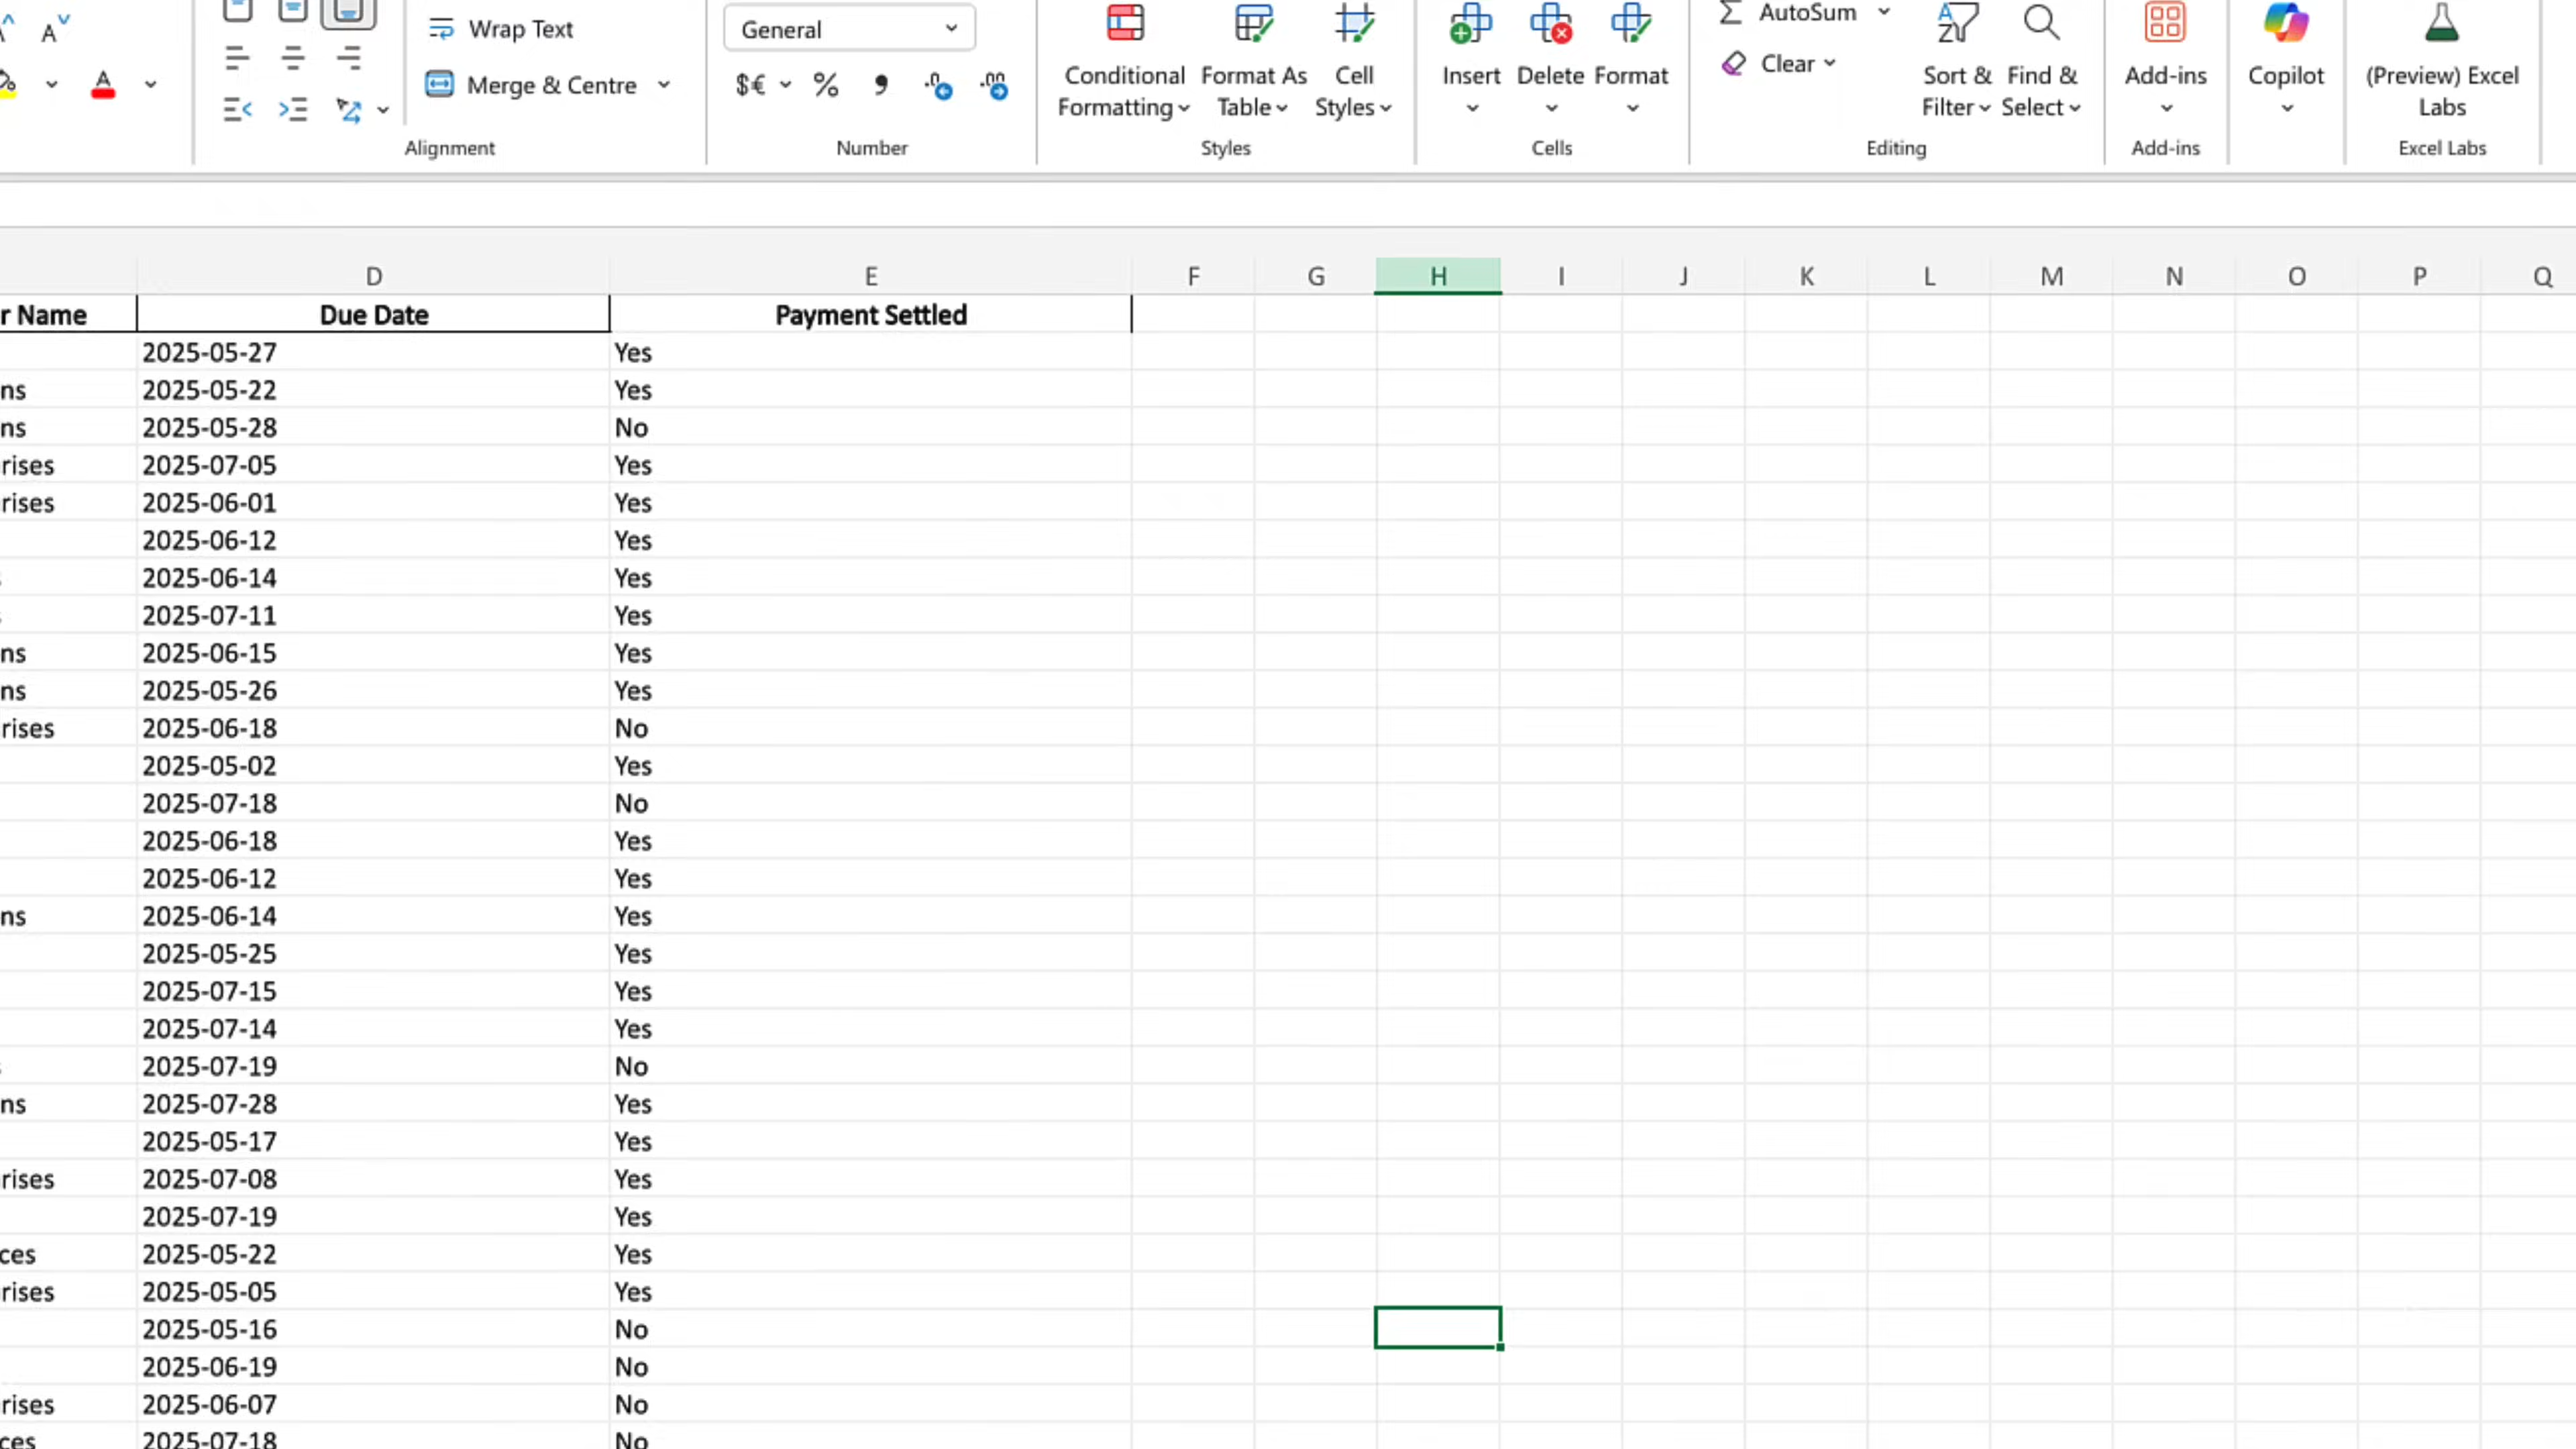 Wrap Text
Merge & Centre
Alignment
General
$€ % 9 .0 .00
Number
Conditional Formatting
Format As Table
Cell Styles
Styles
Insert
Delete
Format
Cells
AutoSum
Clear
Sort & Filter
Find & Select
Editing
Add-ins
Add-ins
Copilot
(Preview) Excel Labs
Excel Labs
D E F G H I J K L M N O P Q
r Name Due Date Payment Settled
2025-05-27 Yes
ns 2025-05-22 Yes
ns 2025-05-28 No
rises 2025-07-05 Yes
rises 2025-06-01 Yes
2025-06-12 Yes
s 2025-06-14 Yes
s 2025-07-11 Yes
ns 2025-06-15 Yes
ns 2025-05-26 Yes
rises 2025-06-18 No
2025-05-02 Yes
2025-07-18 No
2025-06-18 Yes
2025-06-12 Yes
ns 2025-06-14 Yes
2025-05-25 Yes
2025-07-15 Yes
2025-07-14 Yes
s 2025-07-19 No
ns 2025-07-28 Yes
2025-05-17 Yes
rises 2025-07-08 Yes
2025-07-19 Yes
ces 2025-05-22 Yes
rises 2025-05-05 Yes
2025-05-16 No
2025-06-19 No
rises 2025-06-07 No
ces 2025-07-18 No